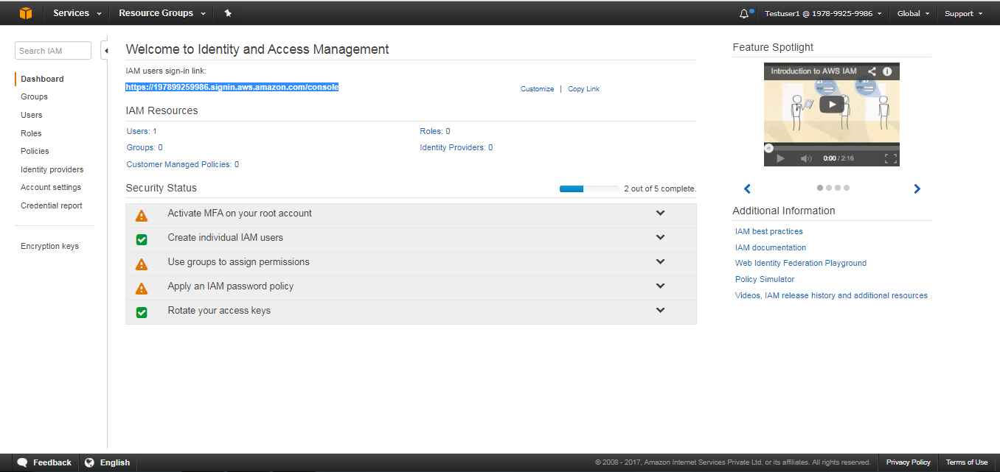 Services
Resource Groups
Testuser1 @ 1978-9925-9986
Global
Support
Search IAM
Dashboard
Groups
Users
Roles
Policies
Identity providers
Account settings
Credential report
Encryption keys
Welcome to Identity and Access Management
IAM users sign-in link:
https://197899259986.signin.aws.amazon.com/console
Customize | Copy Link
IAM Resources
Users: 1
Roles: 0
Groups: 0
Identity Providers: 0
Customer Managed Policies: 0
Security Status
2 out of 5 complete.
Activate MFA on your root account
Create individual IAM users
Use groups to assign permissions
Apply an IAM password policy
Rotate your access keys
Feature Spotlight
Introduction to AWS IAM
0:00 / 2:16
Additional Information
IAM best practices
IAM documentation
Web Identity Federation Playground
Policy Simulator
Videos, IAM release history and additional resources
Feedback
English
© 2008 - 2017, Amazon Internet Services Private Ltd. or its affiliates. All rights reserved.
Privacy Policy
Terms of Use